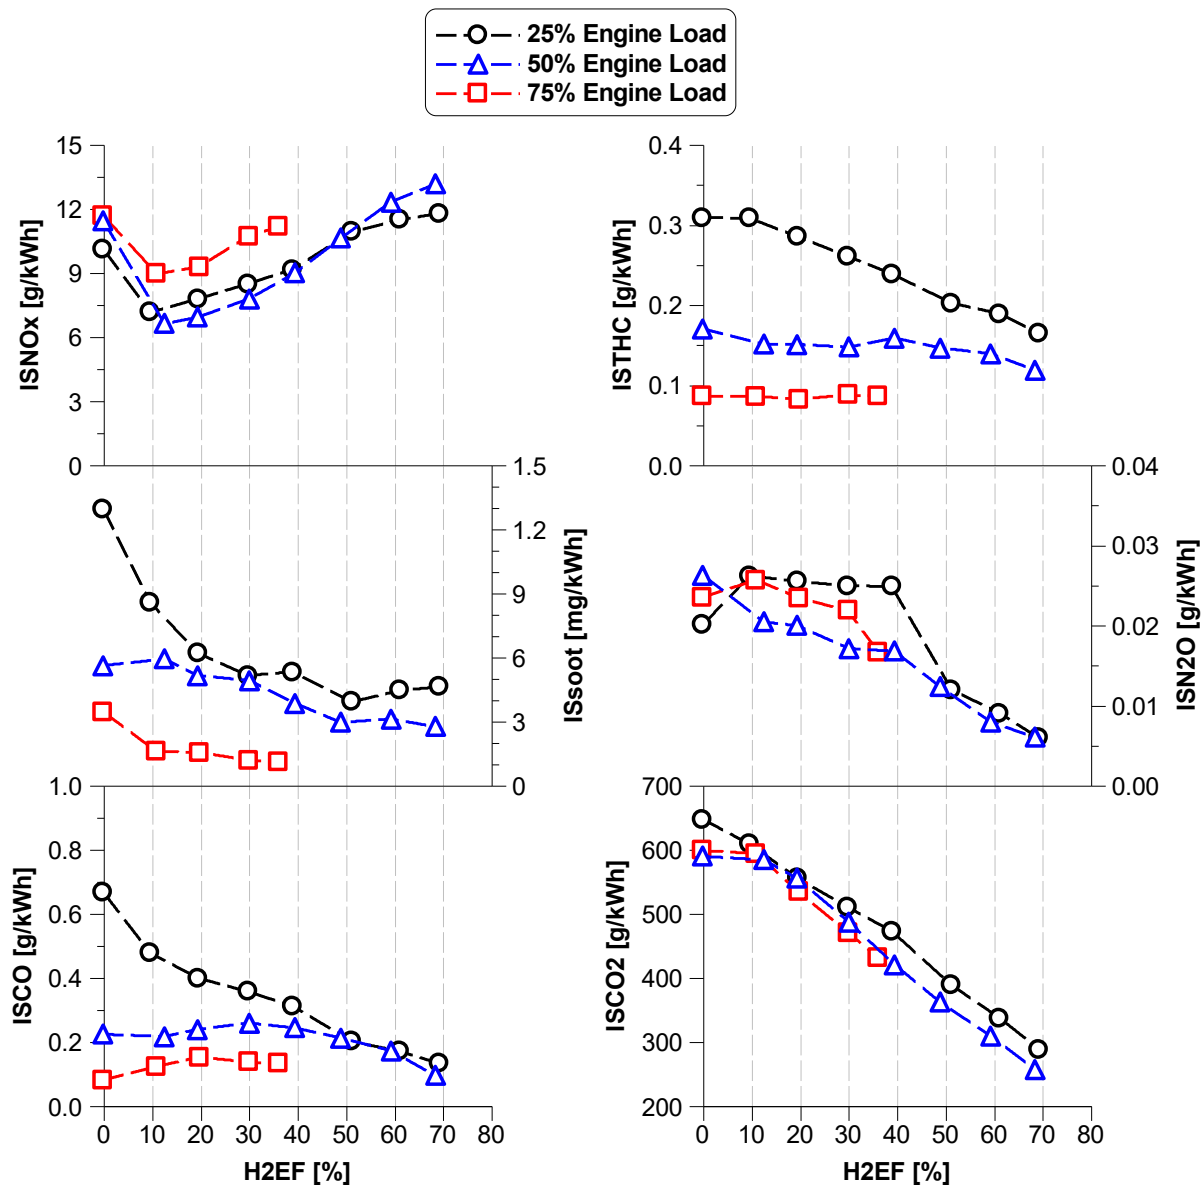 25% Engine Load
50% Engine Load
75% Engine Load
15
12
9
6
3
0
ISNOx [g/kWh]
0.4
0.3
0.2
0.1
0.0
ISTHC [g/kWh]
1.5
1.2
9
6
3
0
ISsoot [mg/kWh]
0.04
0.03
0.02
0.01
0.00
ISN2O [g/kWh]
1.0
0.8
0.6
0.4
0.2
0.0
ISCO [g/kWh]
0 10 20 30 40 50 60 70 80
H2EF [%]
700
600
500
400
300
200
ISCO2 [g/kWh]
0 10 20 30 40 50 60 70 80
H2EF [%]